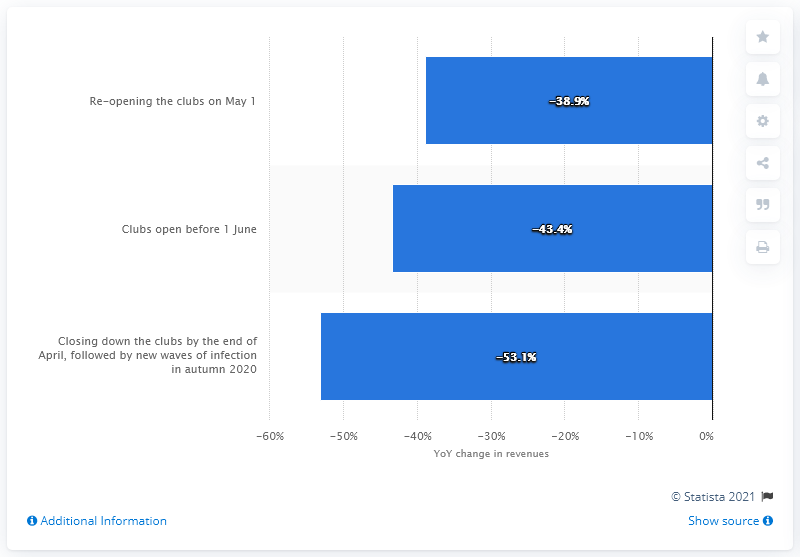 Re-opening the clubs on May 1
–38.9%
Clubs open before 1 June
–43.4%
Closing down the clubs by the end of
April, followed by new waves of infection
in autumn 2020
–53.1%
–60% –50% –40% –30% –20% –10% 0%
YoY change in revenues
© Statista 2021
Additional Information
Show source